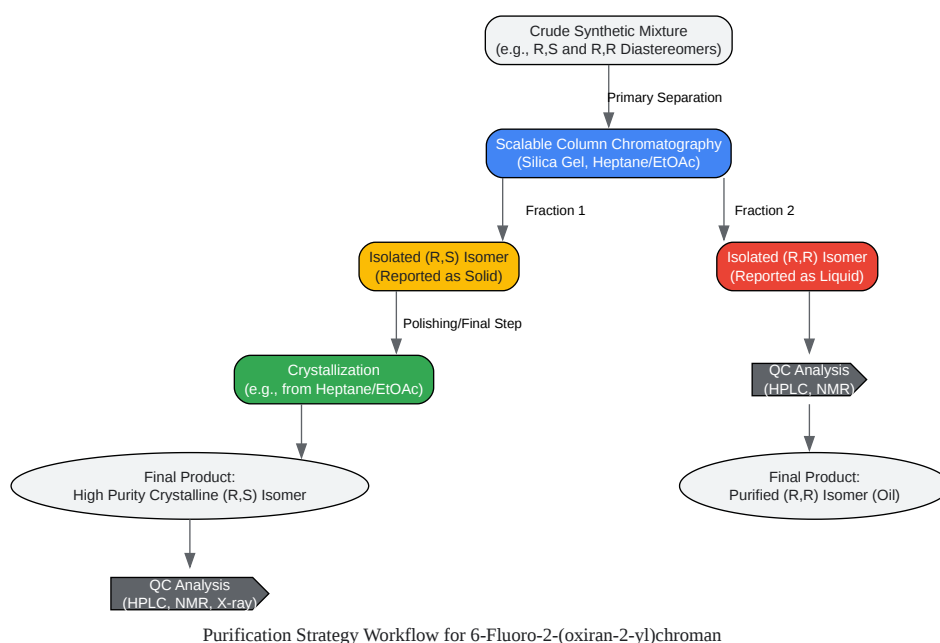 Crude Synthetic Mixture
(e.g., R,S and R,R Diastereomers)
Primary Separation
Scalable Column Chromatography
(Silica Gel, Heptane/EtOAc)
Fraction 1
Fraction 2
Isolated (R,S) Isomer
(Reported as Solid)
Isolated (R,R) Isomer
(Reported as Liquid)
Polishing/Final Step
Crystallization
(e.g., from Heptane/EtOAc)
QC Analysis
(HPLC, NMR)
Final Product:
High Purity Crystalline (R,S) Isomer
Final Product:
Purified (R,R) Isomer (Oil)
QC Analysis
(HPLC, NMR, X-ray)
Purification Strategy Workflow for 6-Fluoro-2-(oxiran-2-yl)chroman